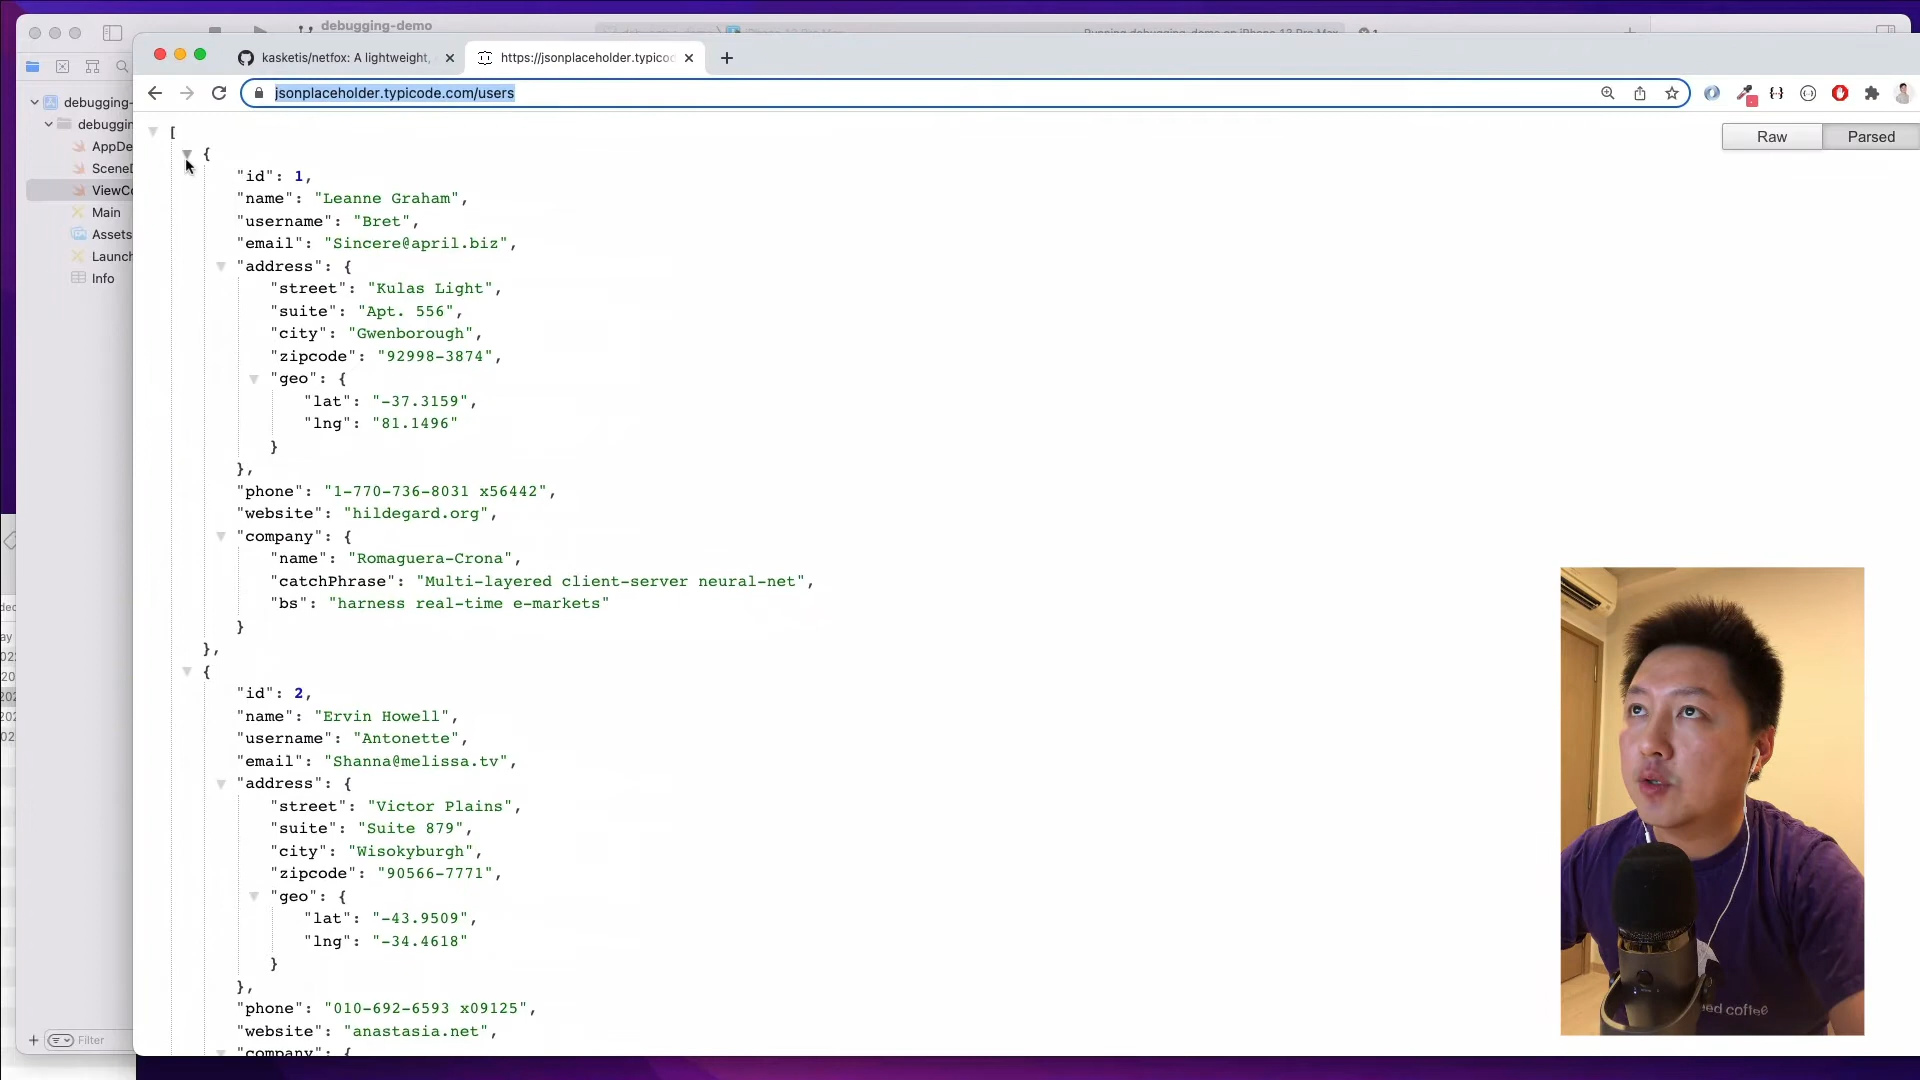 debugging-demo
kasketis/netfox: A lightweight,
https://jsonplaceholder.typicod
jsonplaceholder.typicode.com/users
Raw
Parsed
debugging-
debuggin
AppDe
SceneD
ViewCo
Main
Assets
Launch
Info
[
{
"id": 1,
"name": "Leanne Graham",
"username": "Bret",
"email": "Sincere@april.biz",
"address": {
"street": "Kulas Light",
"suite": "Apt. 556",
"city": "Gwenborough",
"zipcode": "92998-3874",
"geo": {
"lat": "-37.3159",
"lng": "81.1496"
}
},
"phone": "1-770-736-8031 x56442",
"website": "hildegard.org",
"company": {
"name": "Romaguera-Crona",
"catchPhrase": "Multi-layered client-server neural-net",
"bs": "harness real-time e-markets"
}
},
{
"id": 2,
"name": "Ervin Howell",
"username": "Antonette",
"email": "Shanna@melissa.tv",
"address": {
"street": "Victor Plains",
"suite": "Suite 879",
"city": "Wisokyburgh",
"zipcode": "90566-7771",
"geo": {
"lat": "-43.9509",
"lng": "-34.4618"
}
},
"phone": "010-692-6593 x09125",
"website": "anastasia.net",
"company": {
Filter